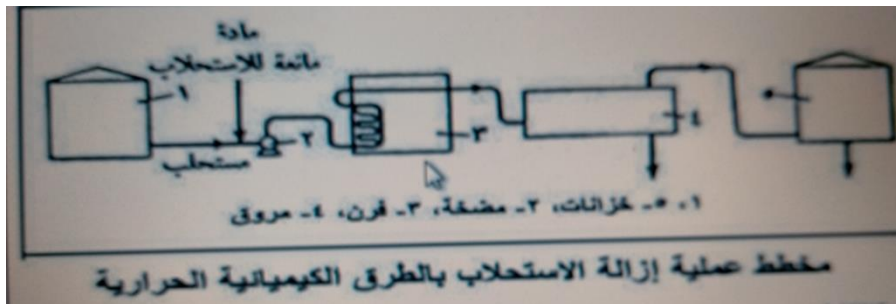 مادة
مانعة للاستحلاب
١
٢
٣
٤
٥
مستحلب
١، ٥- خزانات، ٢- مضخة، ٣- فرن، ٤- مروق
مخطط عملية إزالة الاستحلاب بالطرق الكيميائية الحرارية